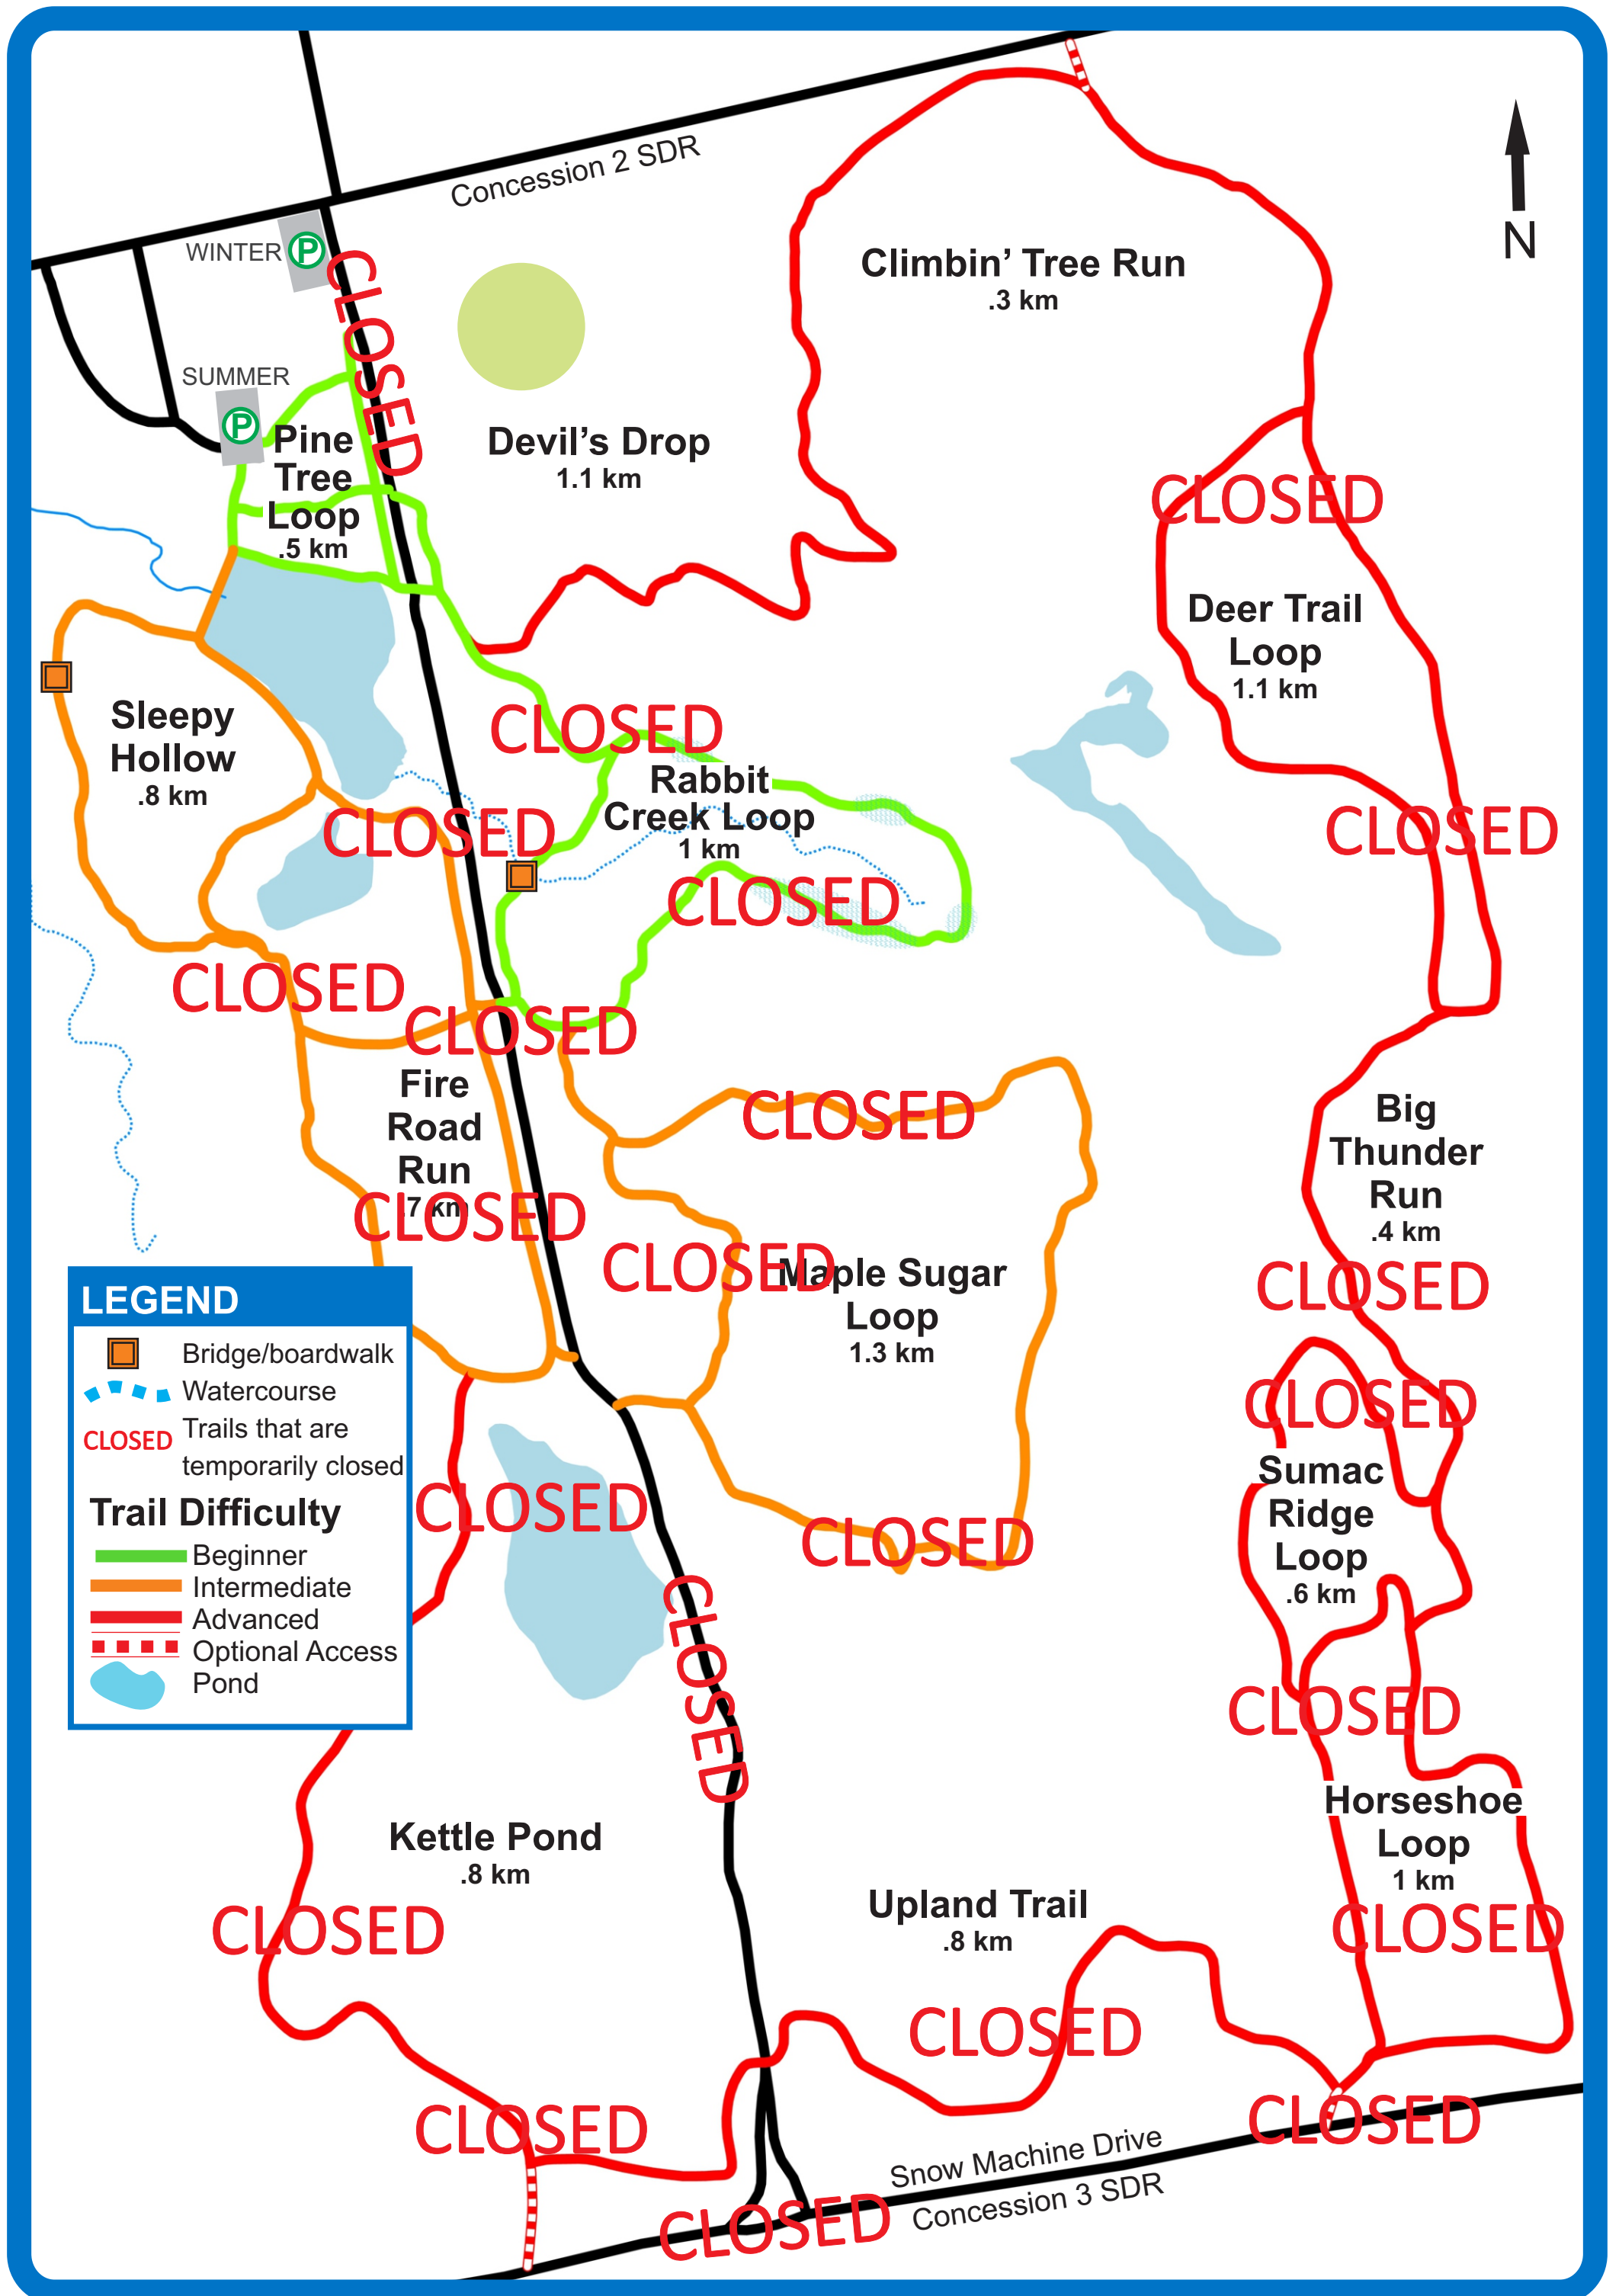 Concession 2 SDR
N
WINTER
P
CLOSED
Climbin' Tree Run
.3 km
SUMMER
P
Pine
Tree
Loop
.5 km
Devil's Drop
1.1 km
CLOSED
Deer Trail
Loop
1.1 km
Sleepy
Hollow
.8 km
CLOSED
Rabbit
Creek Loop
1 km
CLOSED
CLOSED
CLOSED
CLOSED
CLOSED
Fire
Road
Run
.7 km
CLOSED
CLOSED
Big
Thunder
Run
.4 km
CLOSED
Maple Sugar
Loop
1.3 km
CLOSED
CLOSED
Sumac
Ridge
Loop
.6 km
LEGEND
Bridge/boardwalk
Watercourse
CLOSED Trails that are
temporarily closed
Trail Difficulty
Beginner
Intermediate
Advanced
Optional Access
Pond
CLOSED
CLOSED
CLOSED
CLOSED
Kettle Pond
.8 km
Horseshoe
Loop
1 km
CLOSED
CLOSED
Upland Trail
.8 km
CLOSED
CLOSED
CLOSED
Snow Machine Drive
Concession 3 SDR
CLOSED